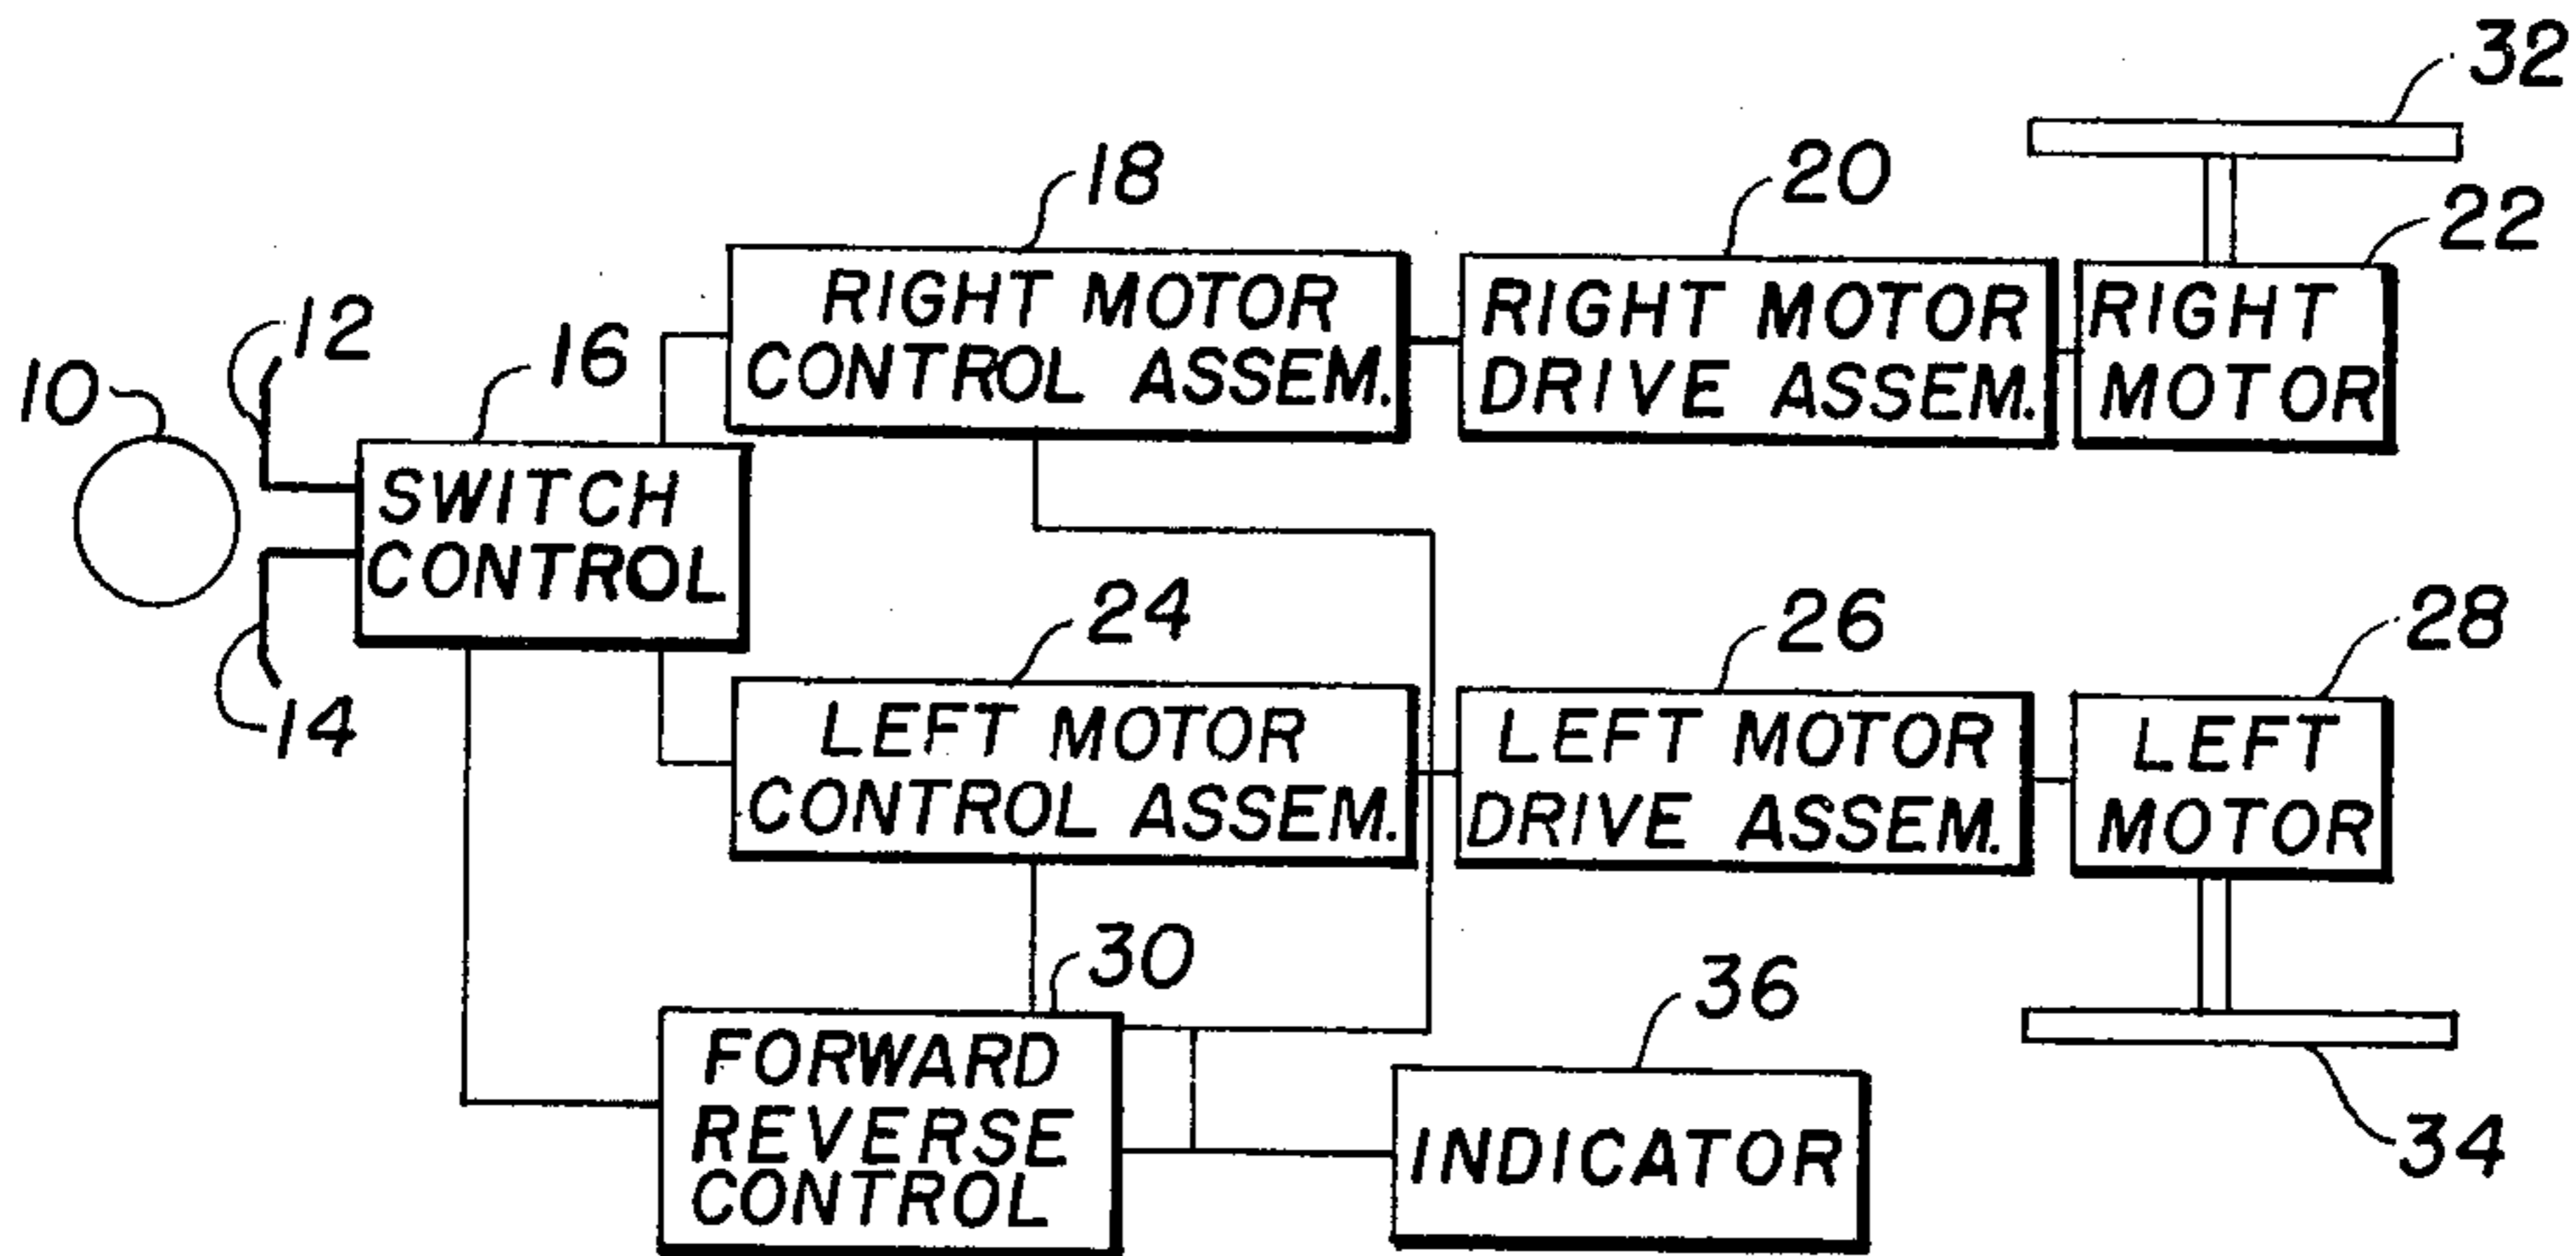 32
18
20
22
RIGHT MOTOR
CONTROL ASSEM.
RIGHT MOTOR
DRIVE ASSEM.
RIGHT
MOTOR
12
16
10
SWITCH
CONTROL
14
24
26
28
LEFT MOTOR
CONTROL ASSEM.
LEFT MOTOR
DRIVE ASSEM.
LEFT
MOTOR
30
36
FORWARD
REVERSE
CONTROL
INDICATOR
34